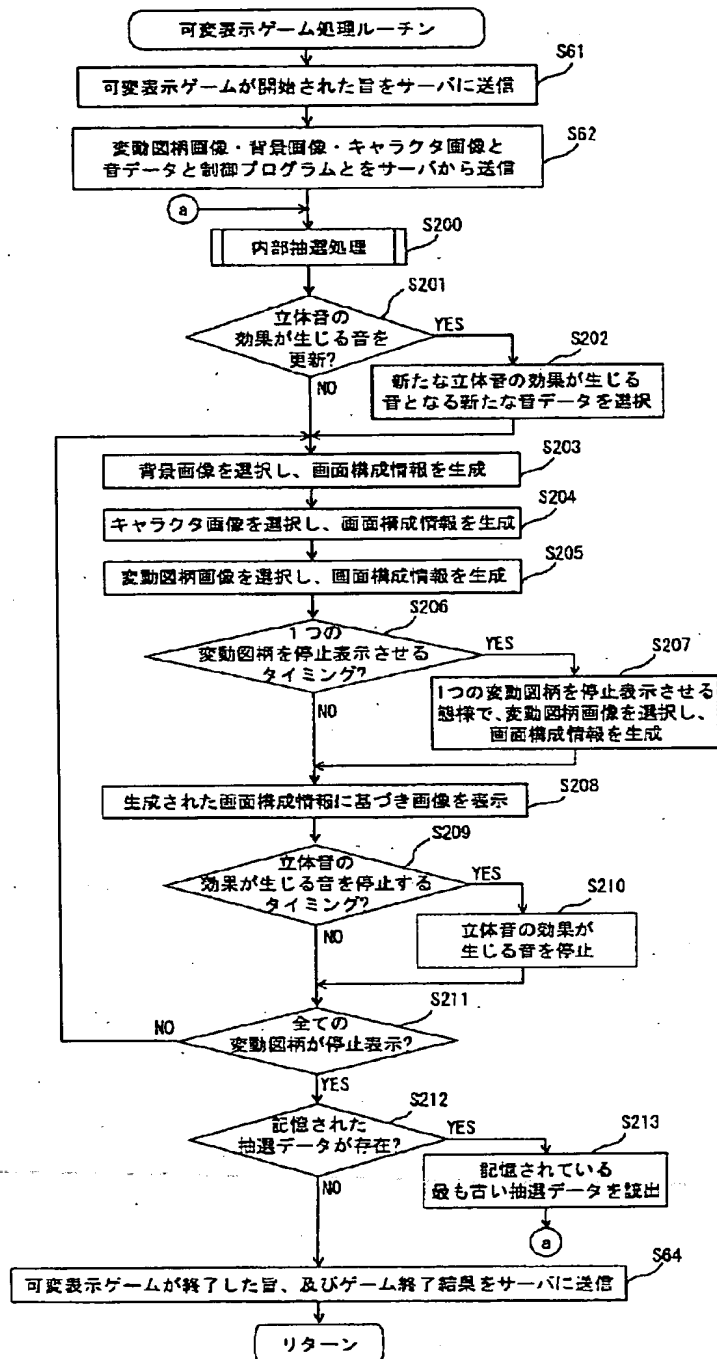 可変表示ゲーム処理ルーチン
S61
可変表示ゲームが開始された旨をサーバに送信
S62
変動図柄画像・背景画像・キャラクタ画像と
音データと制御プログラムとをサーバから送信
a
S200
内部抽選処理
S201
立体音の
効果が生じる音を
更新?
YES
NO
S202
新たな立体音の効果が生じる
音となる新たな音データを選択
S203
背景画像を選択し、画面構成情報を生成
S204
キャラクタ画像を選択し、画面構成情報を生成
S205
変動図柄画像を選択し、画面構成情報を生成
S206
1つの
変動図柄を停止表示させる
タイミング?
YES
NO
S207
1つの変動図柄を停止表示させる
態様で、変動図柄画像を選択し、
画面構成情報を生成
S208
生成された画面構成情報に基づき画像を表示
S209
立体音の
効果が生じる音を停止する
タイミング?
YES
NO
S210
立体音の効果が
生じる音を停止
S211
全ての
変動図柄が停止表示?
NO
YES
S212
記憶された
抽選データが存在?
YES
NO
S213
記憶されている
最も古い抽選データを読出
a
S64
可変表示ゲームが終了した旨、及びゲーム終了結果をサーバに送信
リターン